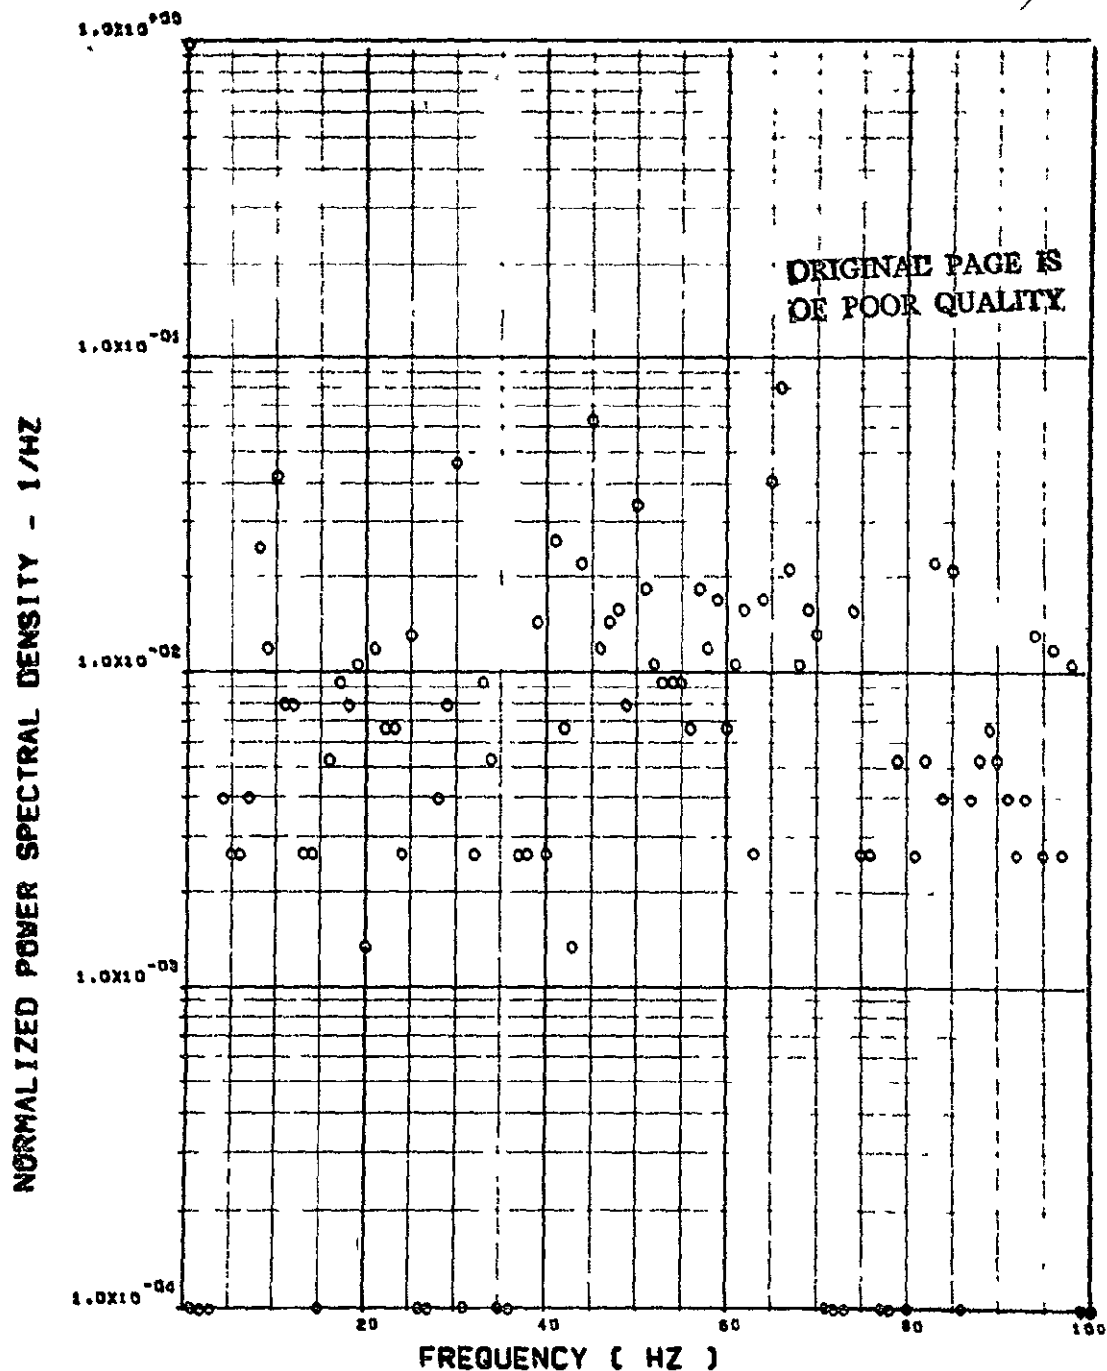 1.0X10+00
ORIGINAL PAGE IS
OF POOR QUALITY
1.0X10-01
NORMALIZED POWER SPECTRAL DENSITY - 1/HZ
1.0X10-02
1.0X10-03
1.0X10-04
20 40 60 80 100
FREQUENCY ( HZ )